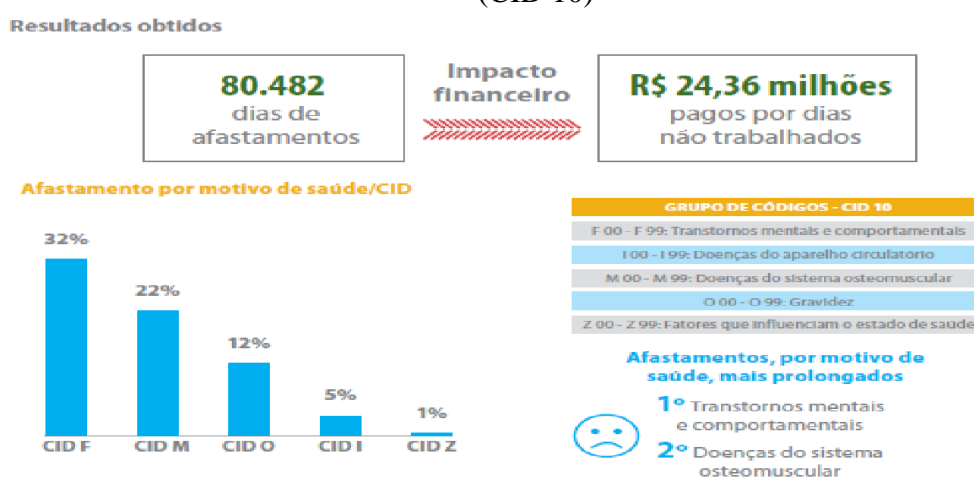 (CID 10)
Resultados obtidos
80.482
dias de
afastamentos
Impacto
financeiro
R$ 24,36 milhões
pagos por dias
não trabalhados
Afastamento por motivo de saúde/CID
32%
22%
12%
5%
1%
CID F
CID M
CID O
CID I
CID Z
GRUPO DE CÓDIGOS - CID 10
F 00 - F 99: Transtornos mentais e comportamentais
I 00 - I 99: Doenças do aparelho circulatório
M 00 - M 99: Doenças do sistema osteomuscular
O 00 - O 99: Gravidez
Z 00 - Z 99: Fatores que influenciam o estado de saúde
Afastamentos, por motivo de
saúde, mais prolongados
1º Transtornos mentais
e comportamentais
2º Doenças do sistema
osteomuscular